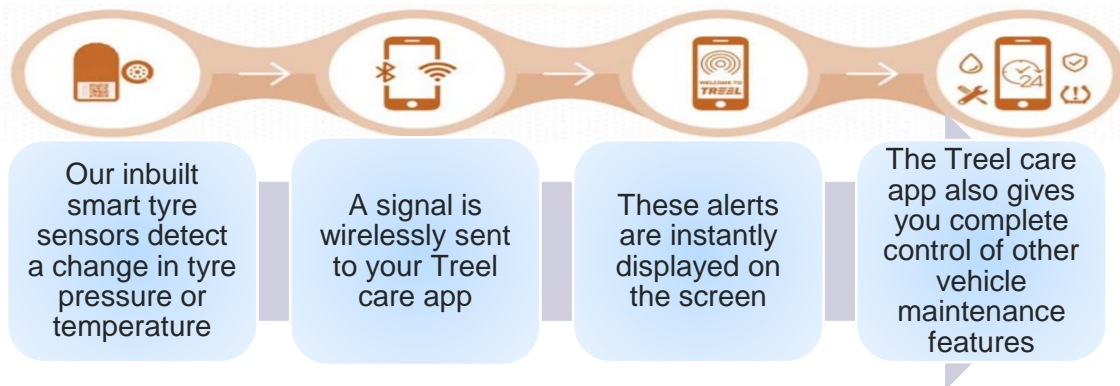 WELCOME TO
TREEL
24
Our inbuilt
smart tyre
sensors detect
a change in tyre
pressure or
temperature
A signal is
wirelessly sent
to your Treel
care app
These alerts
are instantly
displayed on
the screen
The Treel care
app also gives
you complete
control of other
vehicle
maintenance
features